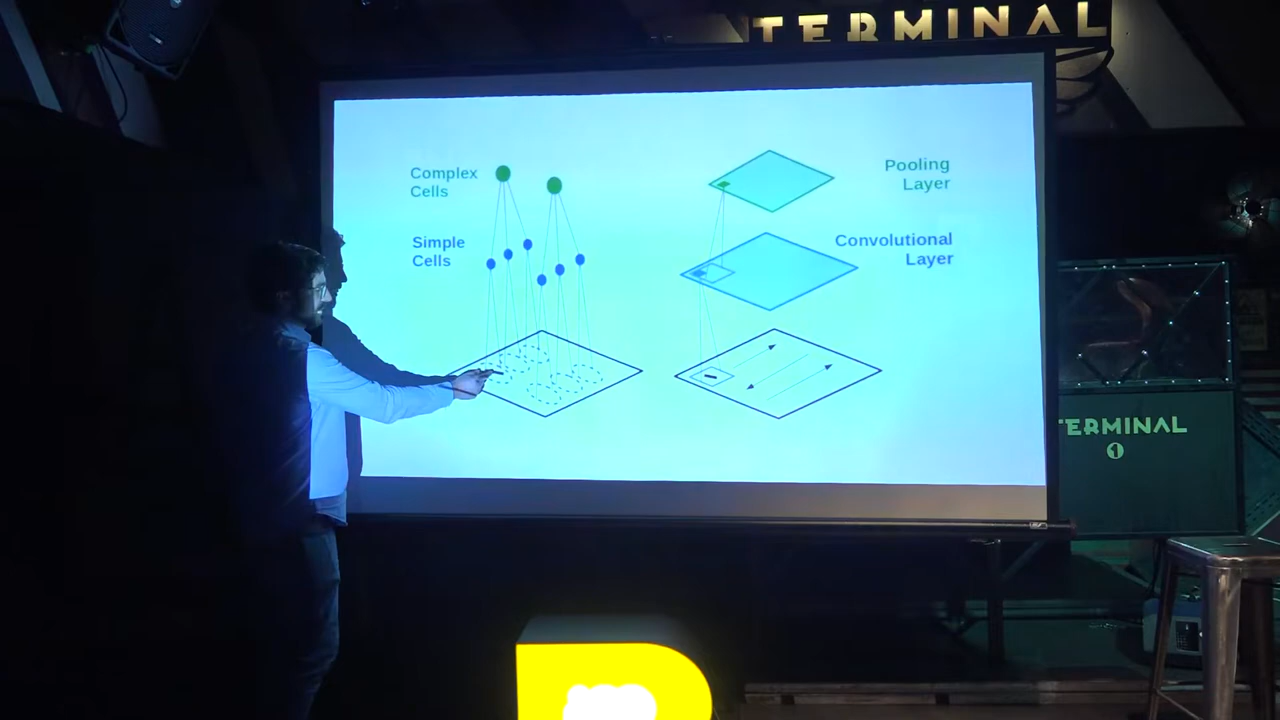 TERMINAL
Complex
Cells
Simple
Cells
Pooling
Layer
Convolutional
Layer
TERMINAL
1